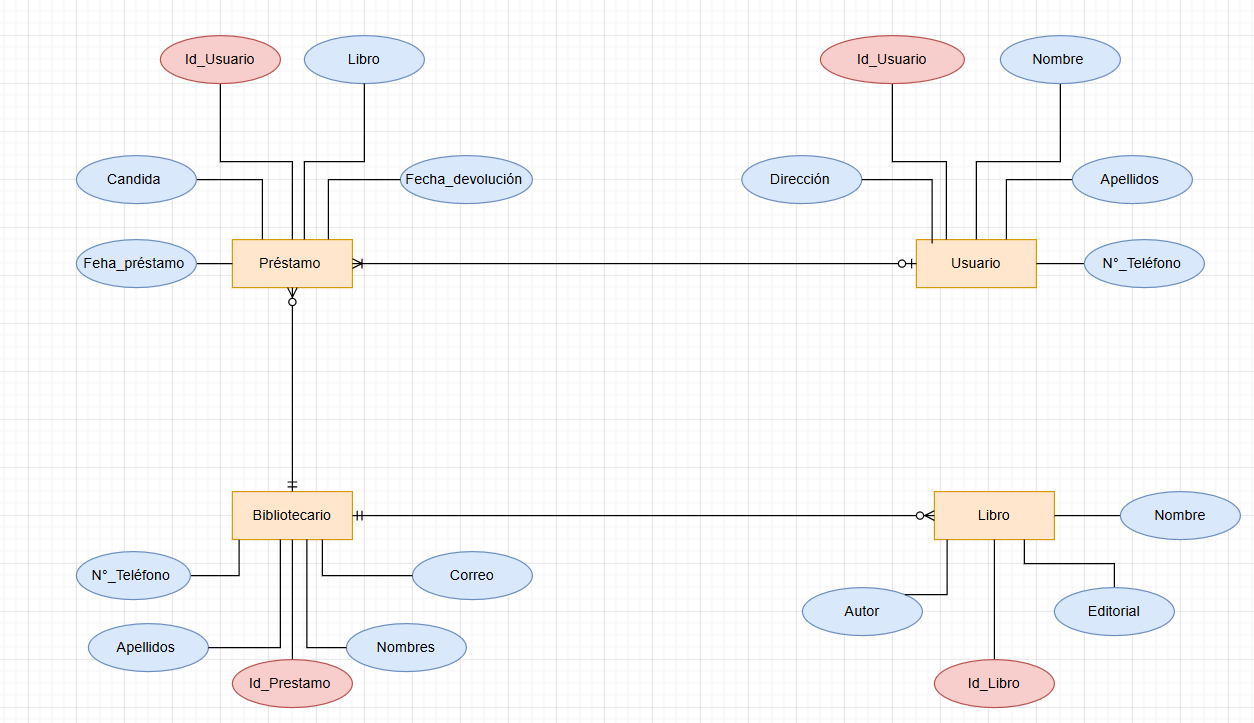 Id_Usuario
Libro
Id_Usuario
Nombre
Candida
Fecha_devolución
Dirección
Apellidos
Feha_préstamo
Préstamo
Usuario
N°_Teléfono
Bibliotecario
Libro
Nombre
N°_Teléfono
Correo
Autor
Editorial
Apellidos
Nombres
Id_Prestamo
Id_Libro